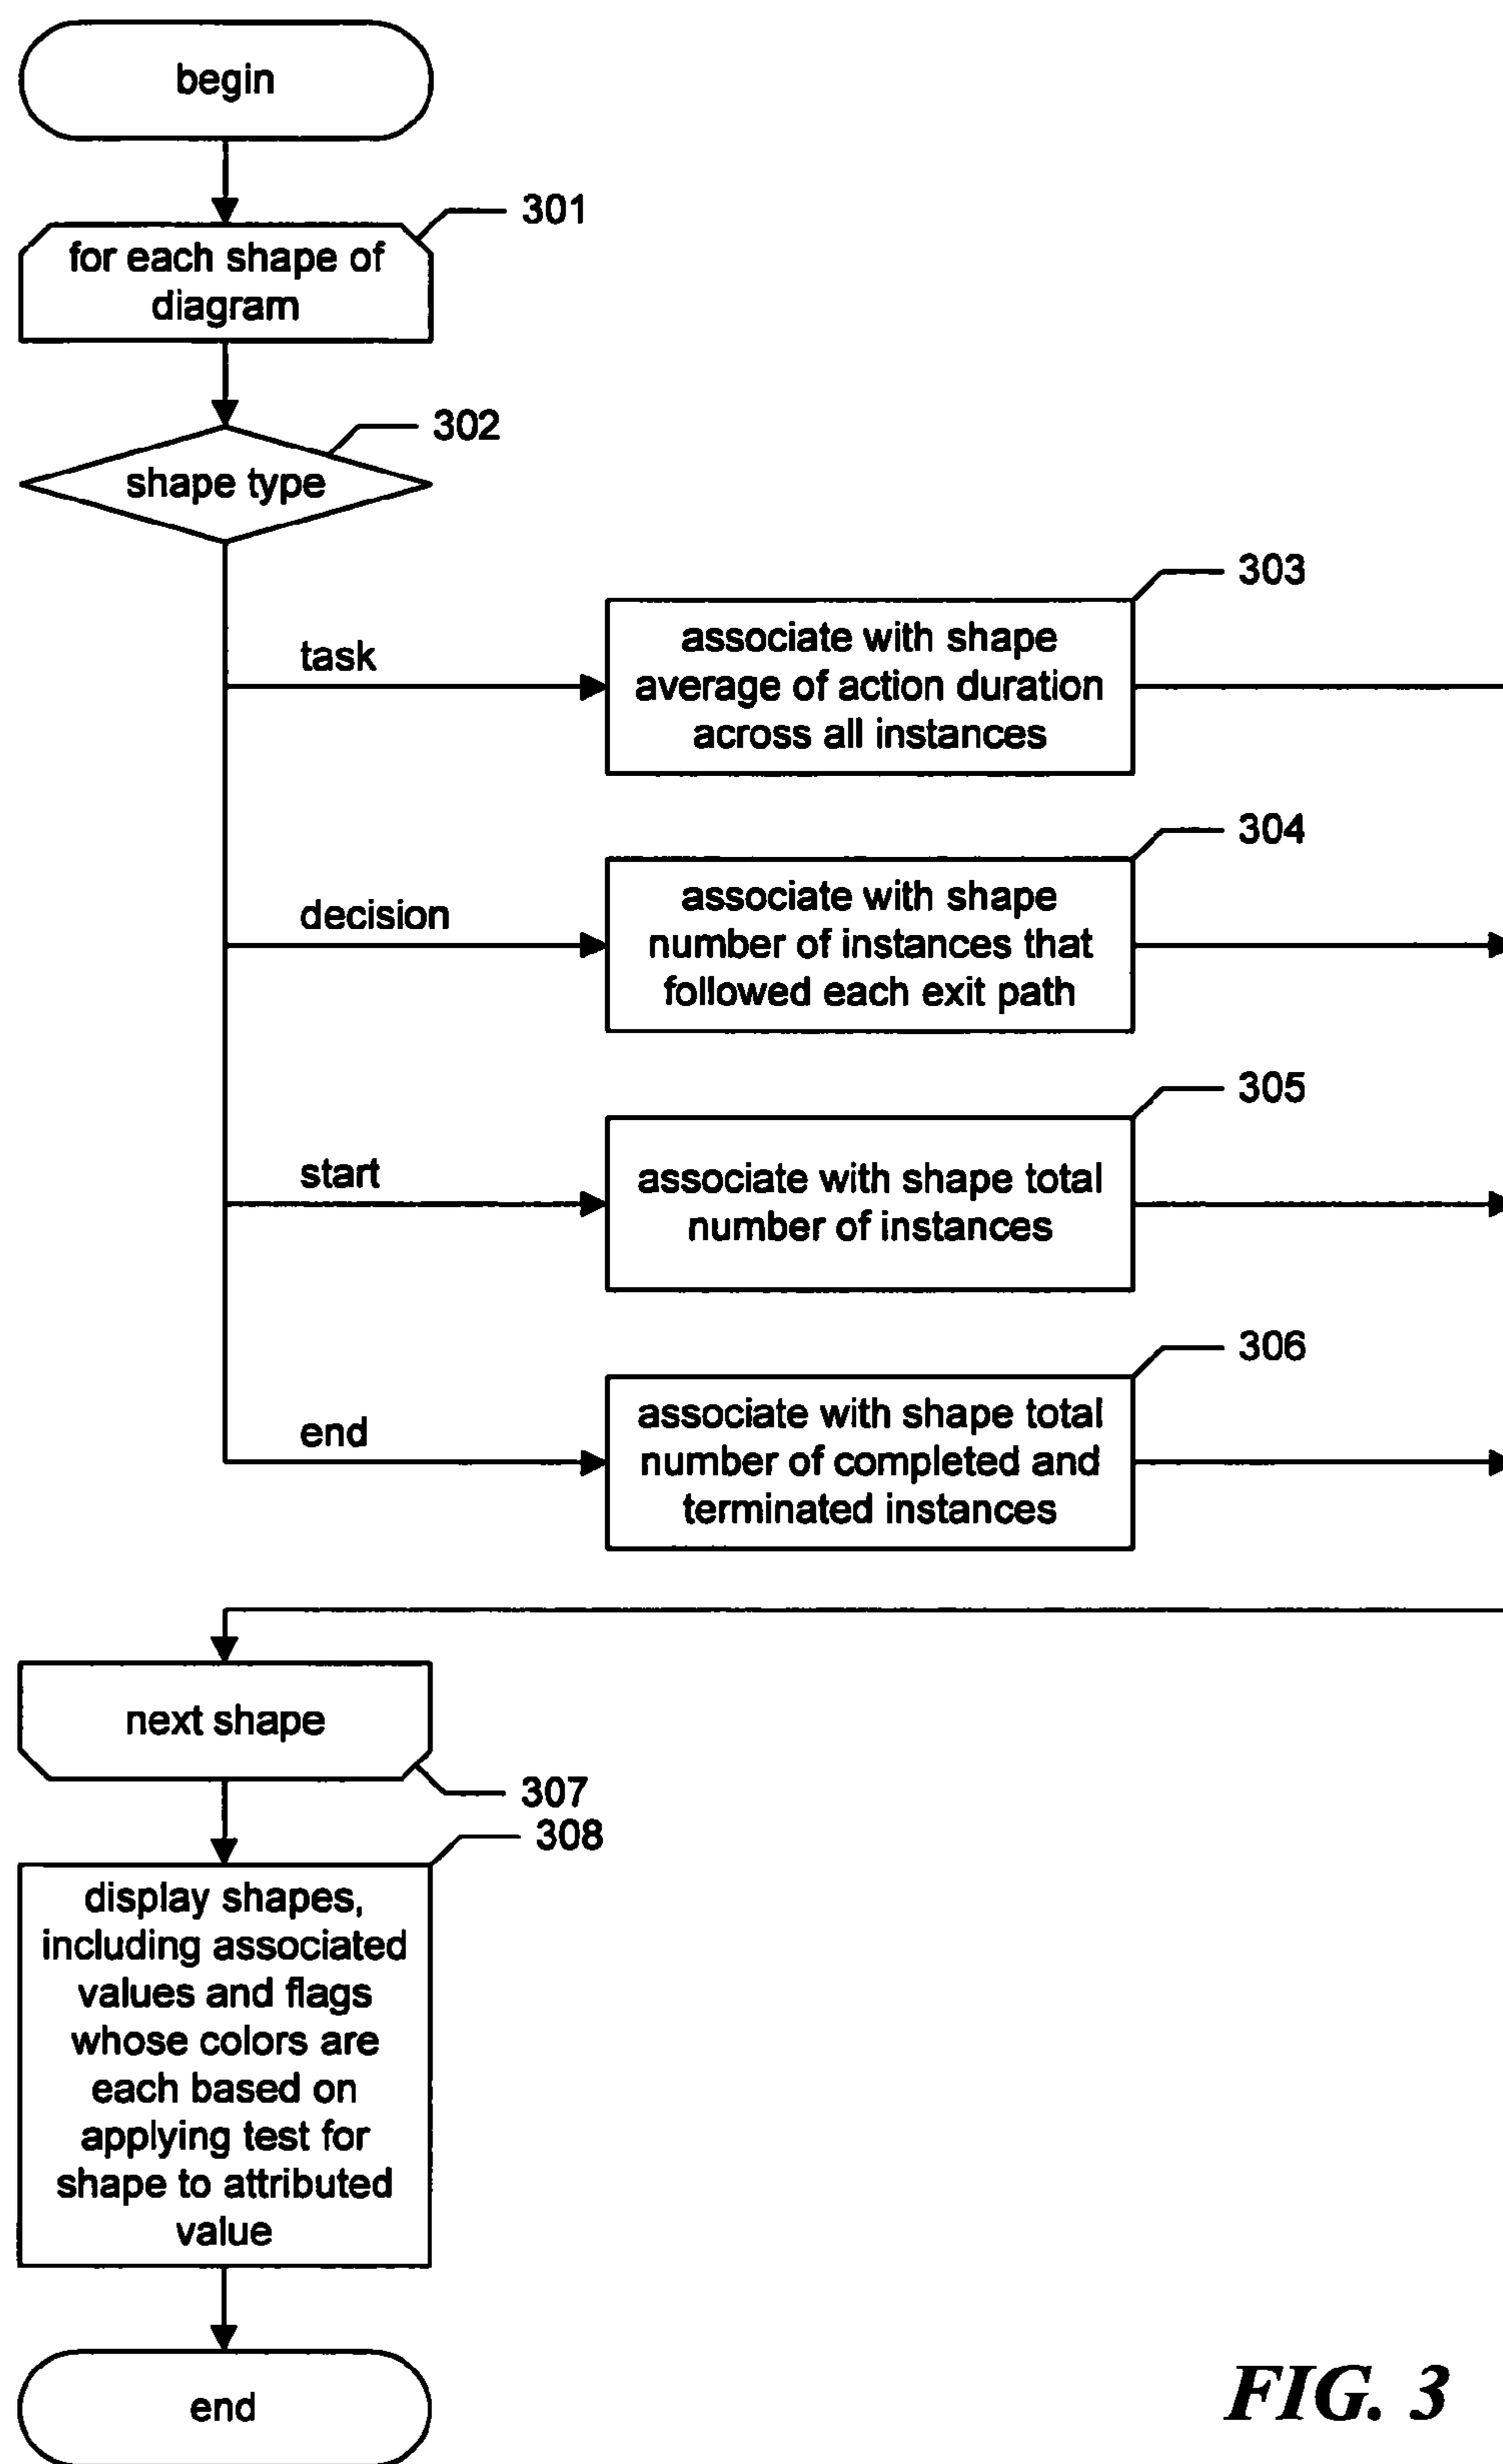 begin
301
for each shape of
diagram
302
shape type
303
task
associate with shape
average of action duration
across all instances
304
decision
associate with shape
number of instances that
followed each exit path
305
start
associate with shape total
number of instances
306
end
associate with shape total
number of completed and
terminated instances
next shape
307
308
display shapes,
including associated
values and flags
whose colors are
each based on
applying test for
shape to attributed
value
end
FIG. 3